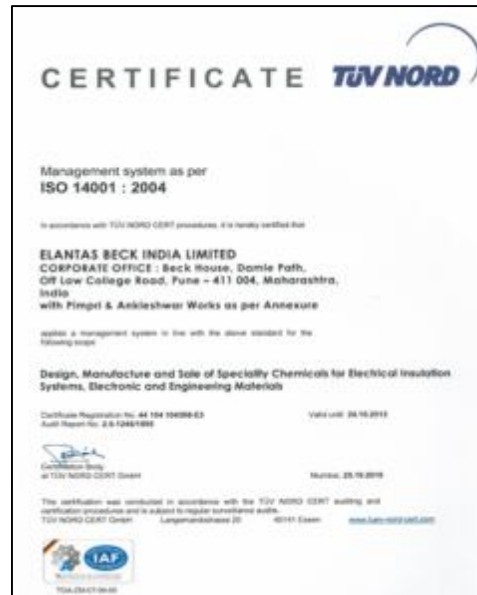 CERTIFICATE
TÜV NORD
Management system as per
ISO 14001 : 2004
In accordance with TÜV NORD CERT procedures, it is hereby certified that
ELANTAS BECK INDIA LIMITED
CORPORATE OFFICE : Beck House, Damle Path,
Off Law College Road, Pune – 411 004, Maharashtra,
India
with Pimpri & Ankleshwar Works as per Annexure
applies a management system in line with the above standard for the
following scope
Design, Manufacture and Sale of Speciality Chemicals for Electrical Insulation
Systems, Electronic and Engineering Materials
Certificate Registration No. 44 104
Valid until
Audit Report No.
Certification Body
at TÜV NORD CERT GmbH
Mumbai,
This certification was conducted in accordance with the TÜV NORD CERT auditing and
certification procedures and is subject to regular surveillance audits.
TÜV NORD CERT GmbH Langemarckstrasse 20 45141 Essen www.tuev-nord-cert.com
IAF